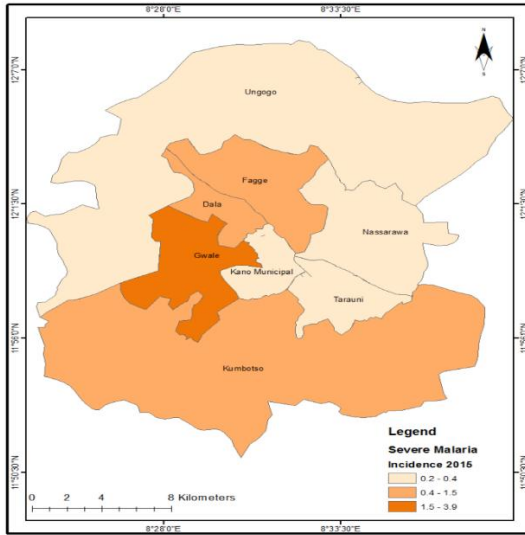 8°28'0"E 8°33'30"E
N
S
12°7'0"N
Ungogo
Fagge
12°1'30"N
Dala
Nassarawa
Gwale
Kano Municipal
Tarauni
11°56'0"N
Kumbotso
Legend
Severe Malaria
Incidence 2015
0.2 - 0.4
0.4 - 1.5
1.5 - 3.9
11°50'30"N
0 2 4 8 Kilometers
8°28'0"E 8°33'30"E